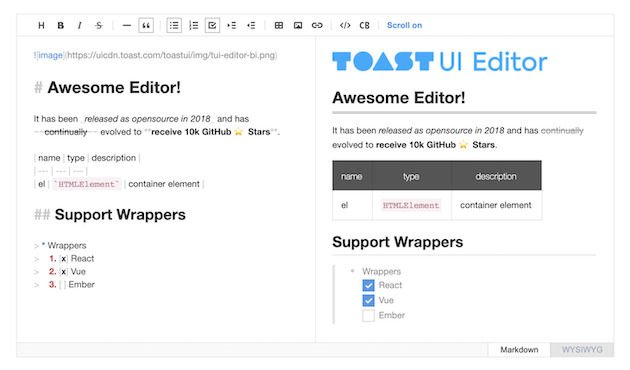 H B I S CB Scroll on
![image](https://uicdn.toast.com/toastui/img/tui-editor-bi.png)
# Awesome Editor!
It has been _released as opensource in 2018_ and has
~~continually~~ evolved to **receive 10k GitHub ⭐ Stars**.
| name | type | description |
| --- | --- | --- |
| el | `HTMLElement` | container element |
## Support Wrappers
> * Wrappers
> 1. [x] React
> 2. [x] Vue
> 3. [ ] Ember
TOAST UI Editor
Awesome Editor!
It has been released as opensource in 2018 and has continually
evolved to receive 10k GitHub ⭐ Stars.
name type description
el HTMLElement container element
Support Wrappers
Wrappers
React
Vue
Ember
Markdown WYSIWYG